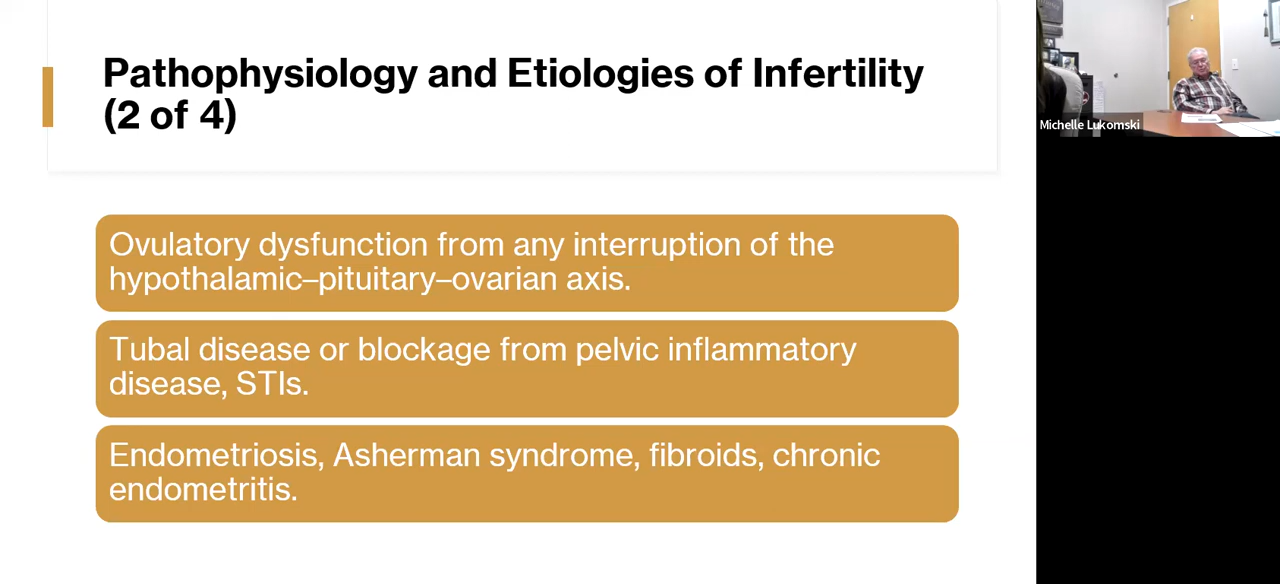 Pathophysiology and Etiologies of Infertility
(2 of 4)
Ovulatory dysfunction from any interruption of the
hypothalamic–pituitary–ovarian axis.
Tubal disease or blockage from pelvic inflammatory
disease, STIs.
Endometriosis, Asherman syndrome, fibroids, chronic
endometritis.
Michelle Lukomski